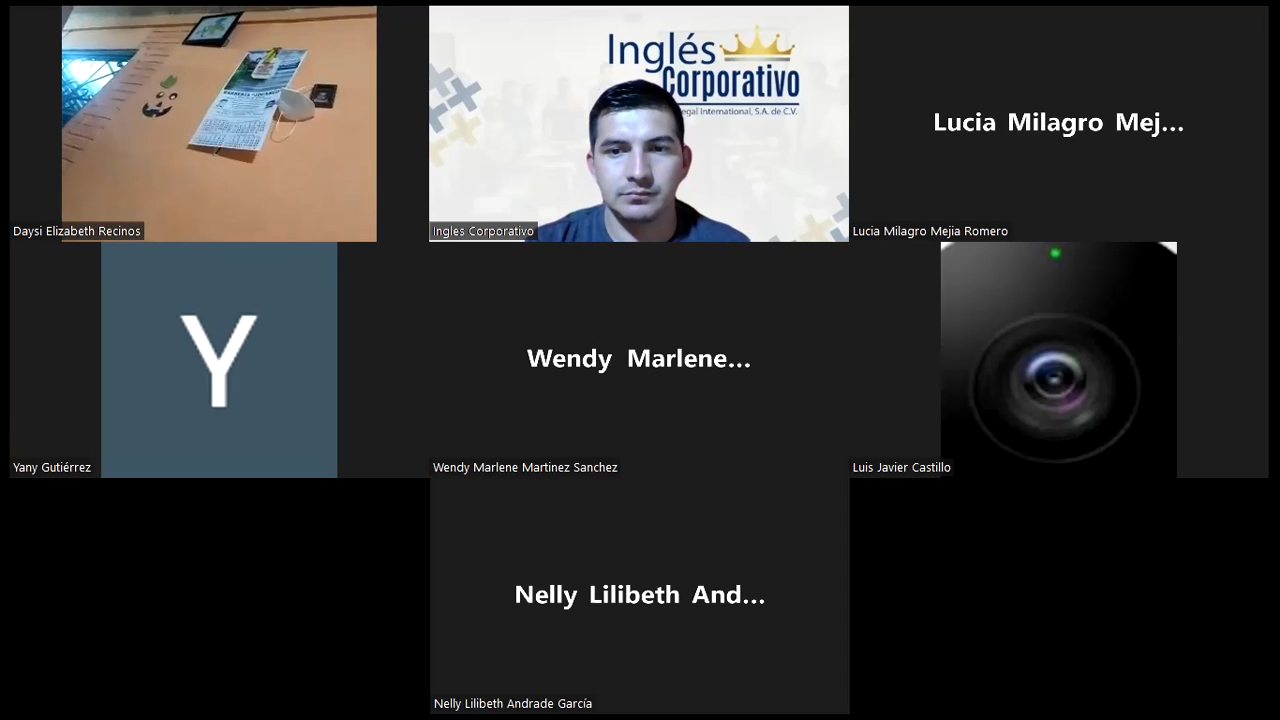 Daysi Elizabeth Recinos
Inglés
Corporativo
egal International, S.A. de C.V.
Ingles Corporativo
Lucia Milagro Mej...
Lucia Milagro Mejia Romero
Y
Yany Gutiérrez
Wendy Marlene...
Wendy Marlene Martinez Sanchez
Luis Javier Castillo
Nelly Lilibeth And...
Nelly Lilibeth Andrade García